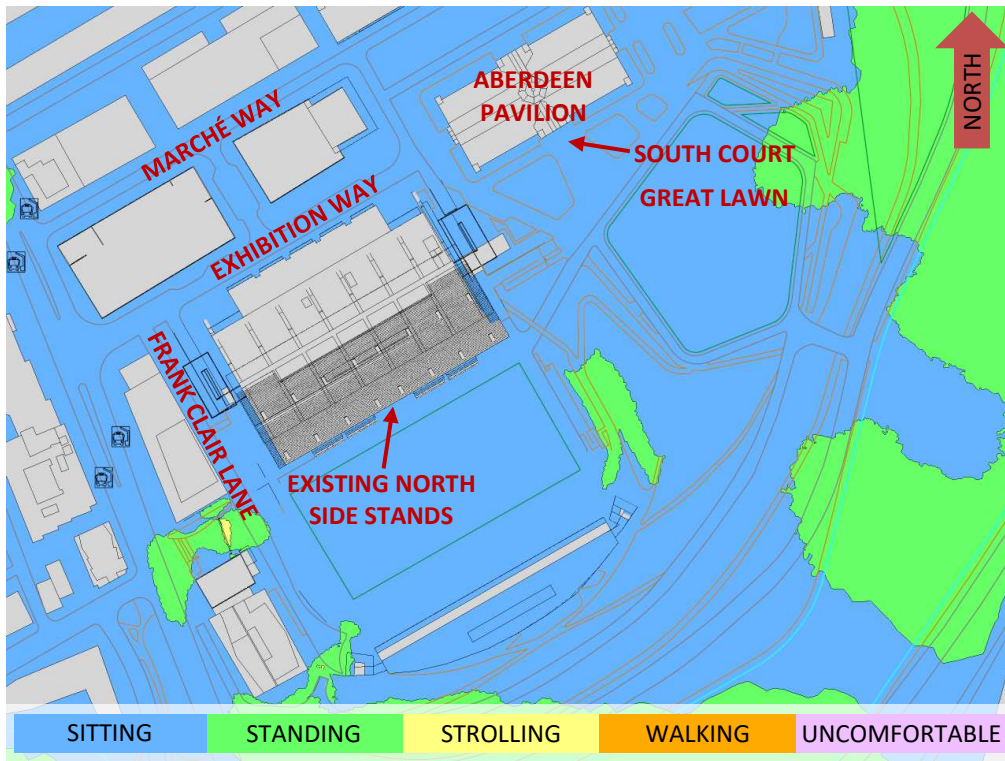 ABERDEEN
PAVILION
NORTH
MARCHÉ WAY
SOUTH COURT
GREAT LAWN
EXHIBITION WAY
FRANK CLAIR LANE
EXISTING NORTH
SIDE STANDS
SITTING
STANDING
STROLLING
WALKING
UNCOMFORTABLE